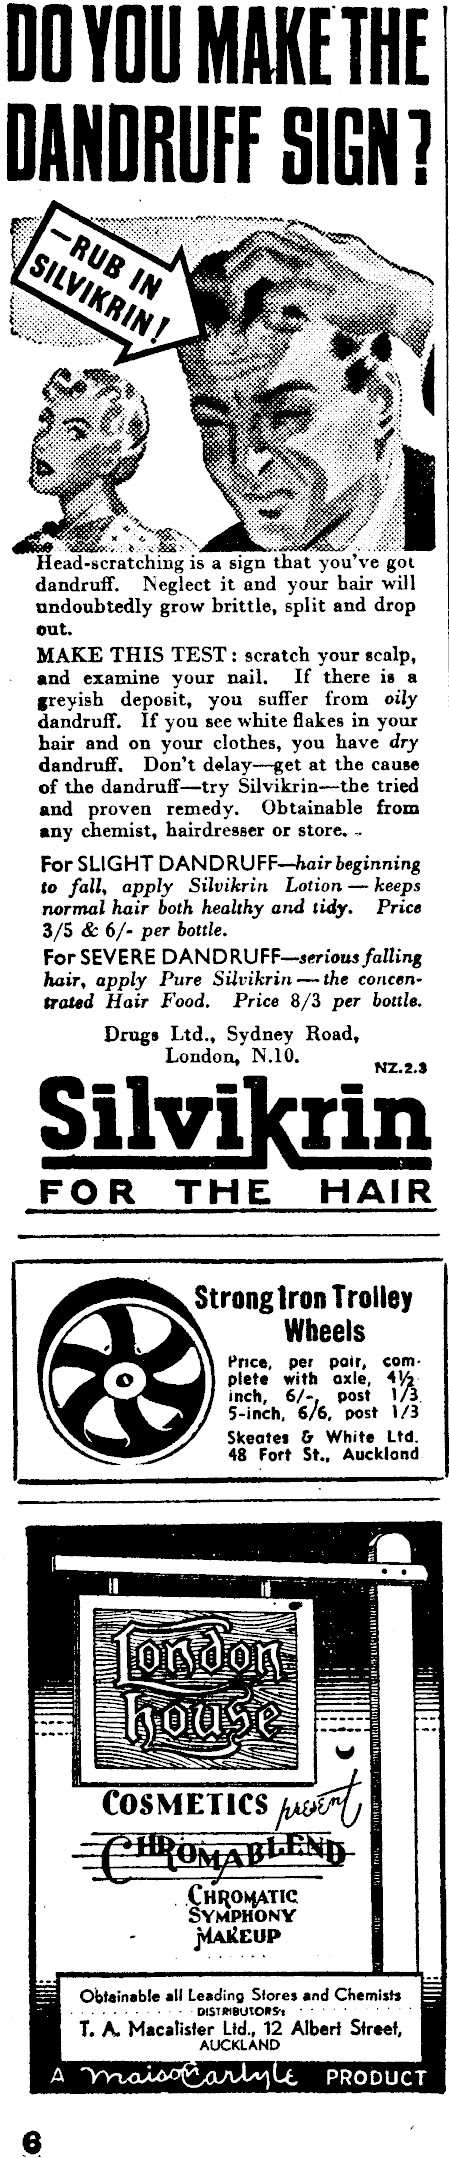 DO YOU MAKE THE
DANDRUFF SIGN?
—RUB IN
SILVIKRIN!
Head-scratching is a sign that you've got
dandruff. Neglect it and your hair will
undoubtedly grow brittle, split and drop
out.
MAKE THIS TEST: scratch your scalp,
and examine your nail. If there is a
greyish deposit, you suffer from oily
dandruff. If you see white flakes in your
hair and on your clothes, you have dry
dandruff. Don't delay—get at the cause
of the dandruff—try Silvikrin—the tried
and proven remedy. Obtainable from
any chemist, hairdresser or store.
For SLIGHT DANDRUFF—hair beginning
to fall, apply Silvikrin Lotion — keeps
normal hair both healthy and tidy. Price
3/5 & 6/- per bottle.
For SEVERE DANDRUFF—serious falling
hair, apply Pure Silvikrin — the concen-
trated Hair Food. Price 8/3 per bottle.
Drugs Ltd., Sydney Road,
London, N.10.
NZ.2.3
Silvikrin
FOR THE HAIR
Strong Iron Trolley
Wheels
Price, per pair, com-
plete with axle, 4½
inch, 6/-, post 1/3
5-inch, 6/6, post 1/3
Skeates & White Ltd.
48 Fort St., Auckland
London
house
COSMETICS present
CHROMABLEND
CHROMATIC
SYMPHONY
MAKEUP
Obtainable all Leading Stores and Chemists
DISTRIBUTORS:
T. A. Macalister Ltd., 12 Albert Street,
AUCKLAND
A Maison Carlyle PRODUCT
6